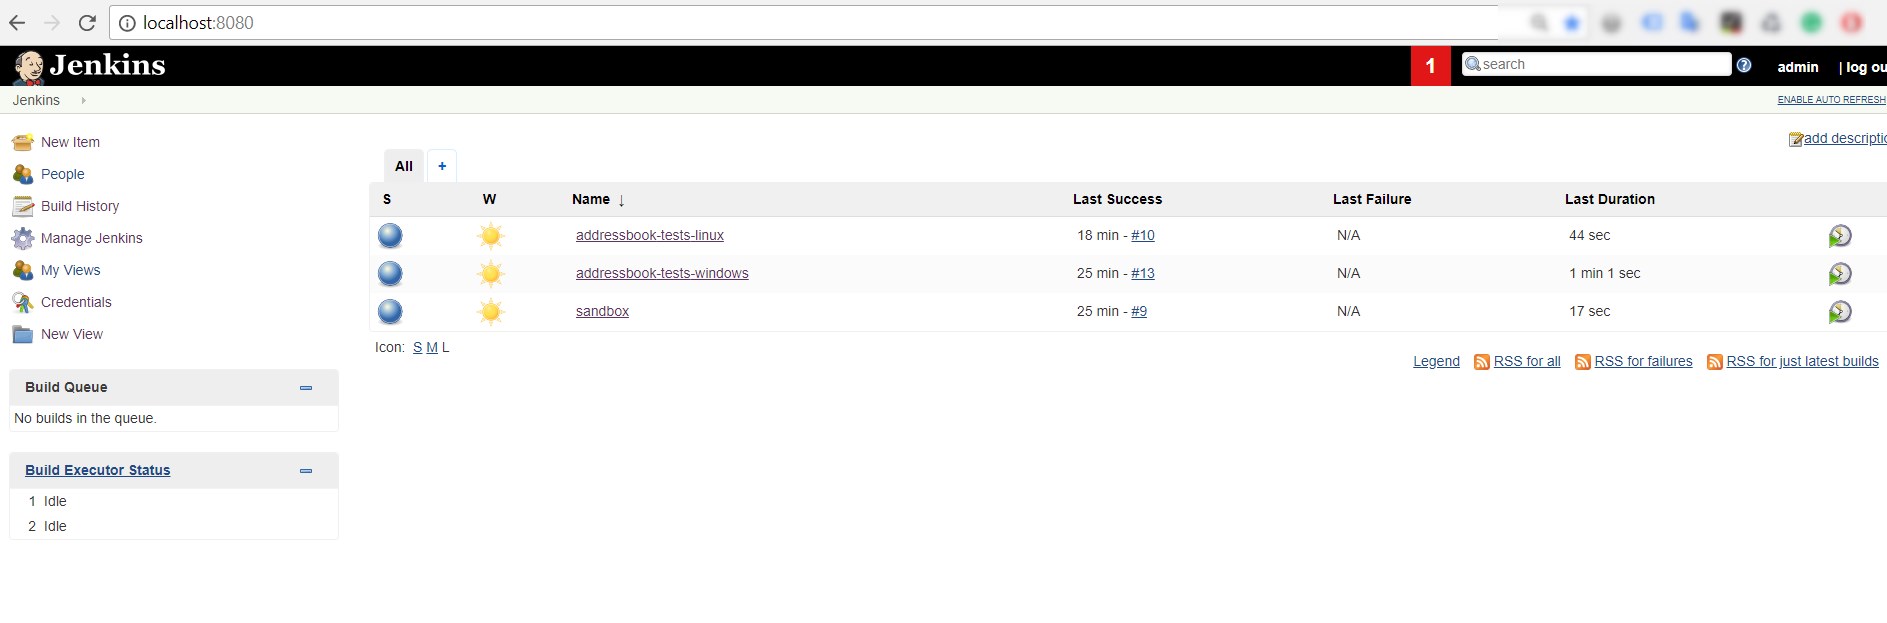 localhost:8080
Jenkins
1
search
admin
| log ou
Jenkins
ENABLE AUTO REFRESH
New Item
People
Build History
Manage Jenkins
My Views
Credentials
New View
add descriptio
All
+
S W Name ↓ Last Success Last Failure Last Duration
addressbook-tests-linux 18 min - #10 N/A 44 sec
addressbook-tests-windows 25 min - #13 N/A 1 min 1 sec
sandbox 25 min - #9 N/A 17 sec
Icon: S M L
Legend RSS for all RSS for failures RSS for just latest builds
Build Queue
No builds in the queue.
Build Executor Status
1 Idle
2 Idle